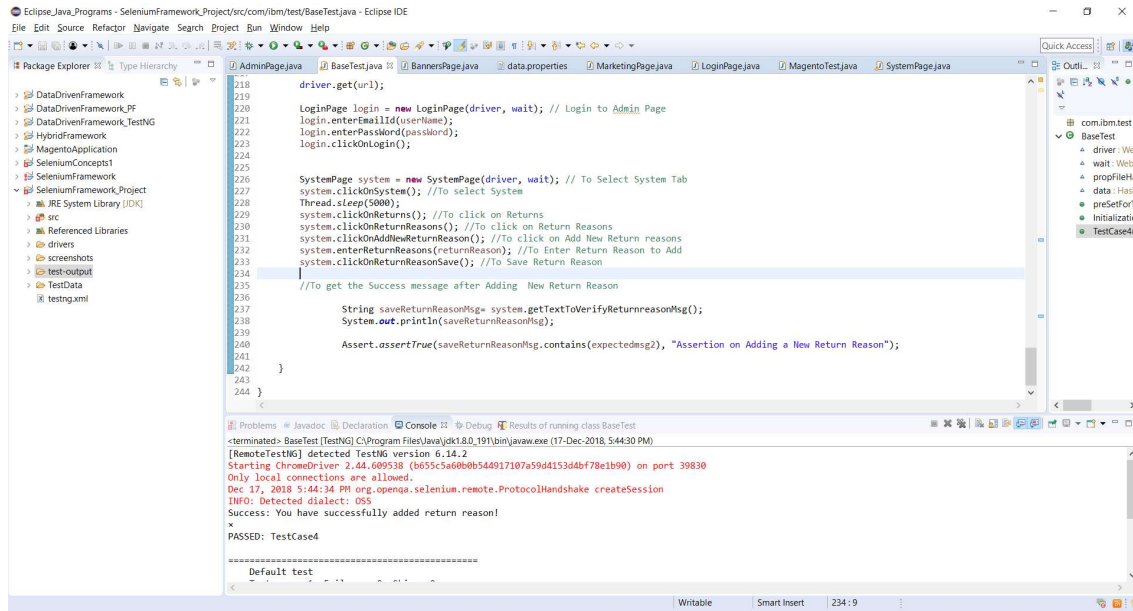 Eclipse_Java_Programs - SeleniumFramework_Project/src/com/ibm/test/BaseTest.java - Eclipse IDE
File Edit Source Refactor Navigate Search Project Run Window Help
Quick Access
Package Explorer Type Hierarchy
DataDrivenFramework
DataDrivenFramework_PF
DataDrivenFramework_TestNG
HybridFramework
MagentoApplication
SeleniumConcepts1
SeleniumFramework
SeleniumFramework_Project
JRE System Library [JDK]
src
Referenced Libraries
drivers
screenshots
test-output
TestData
testng.xml
AdminPage.java BaseTest.java BannersPage.java data.properties MarketingPage.java LoginPage.java MagentoTest.java SystemPage.java
218 driver.get(url);
219
220 LoginPage login = new LoginPage(driver, wait); // Login to Admin Page
221 login.enterEmailId(userName);
222 login.enterPassWord(passWord);
223 login.clickOnLogin();
224
225
226 SystemPage system = new SystemPage(driver, wait); // To Select System Tab
227 system.clickOnSystem(); //To select System
228 Thread.sleep(5000);
229 system.clickOnReturns(); //To click on Returns
230 system.clickOnReturnReasons(); //To click on Return Reasons
231 system.clickOnAddNewReturnReason(); //To click on Add New Return reasons
232 system.enterReturnReasons(returnReason); //To Enter Return Reason to Add
233 system.clickOnReturnReasonSave(); //To Save Return Reason
234
235 //To get the Success message after Adding New Return Reason
236
237 String saveReturnReasonMsg= system.getTextToVerifyReturnreasonMsg();
238 System.out.println(saveReturnReasonMsg);
239
240 Assert.assertTrue(saveReturnReasonMsg.contains(expectedmsg2), "Assertion on Adding a New Return Reason");
241
242 }
243
244 }
Outli...
com.ibm.test
BaseTest
driver : We
wait : Web
propFileH
data : Has
preSetForT
Initializati
TestCase4
Problems Javadoc Declaration Console Debug Results of running class BaseTest
<terminated> BaseTest [TestNG] C:\Program Files\Java\jdk1.8.0_191\bin\javaw.exe (17-Dec-2018, 5:44:30 PM)
[RemoteTestNG] detected TestNG version 6.14.2
Starting ChromeDriver 2.44.609538 (b655c5a60b0b544917107a59d4153d4bf78e1b90) on port 39830
Only local connections are allowed.
Dec 17, 2018 5:44:34 PM org.openqa.selenium.remote.ProtocolHandshake createSession
INFO: Detected dialect: OSS
Success: You have successfully added return reason!
×
PASSED: TestCase4
===============================================
Default test
Writable Smart Insert 234 : 9